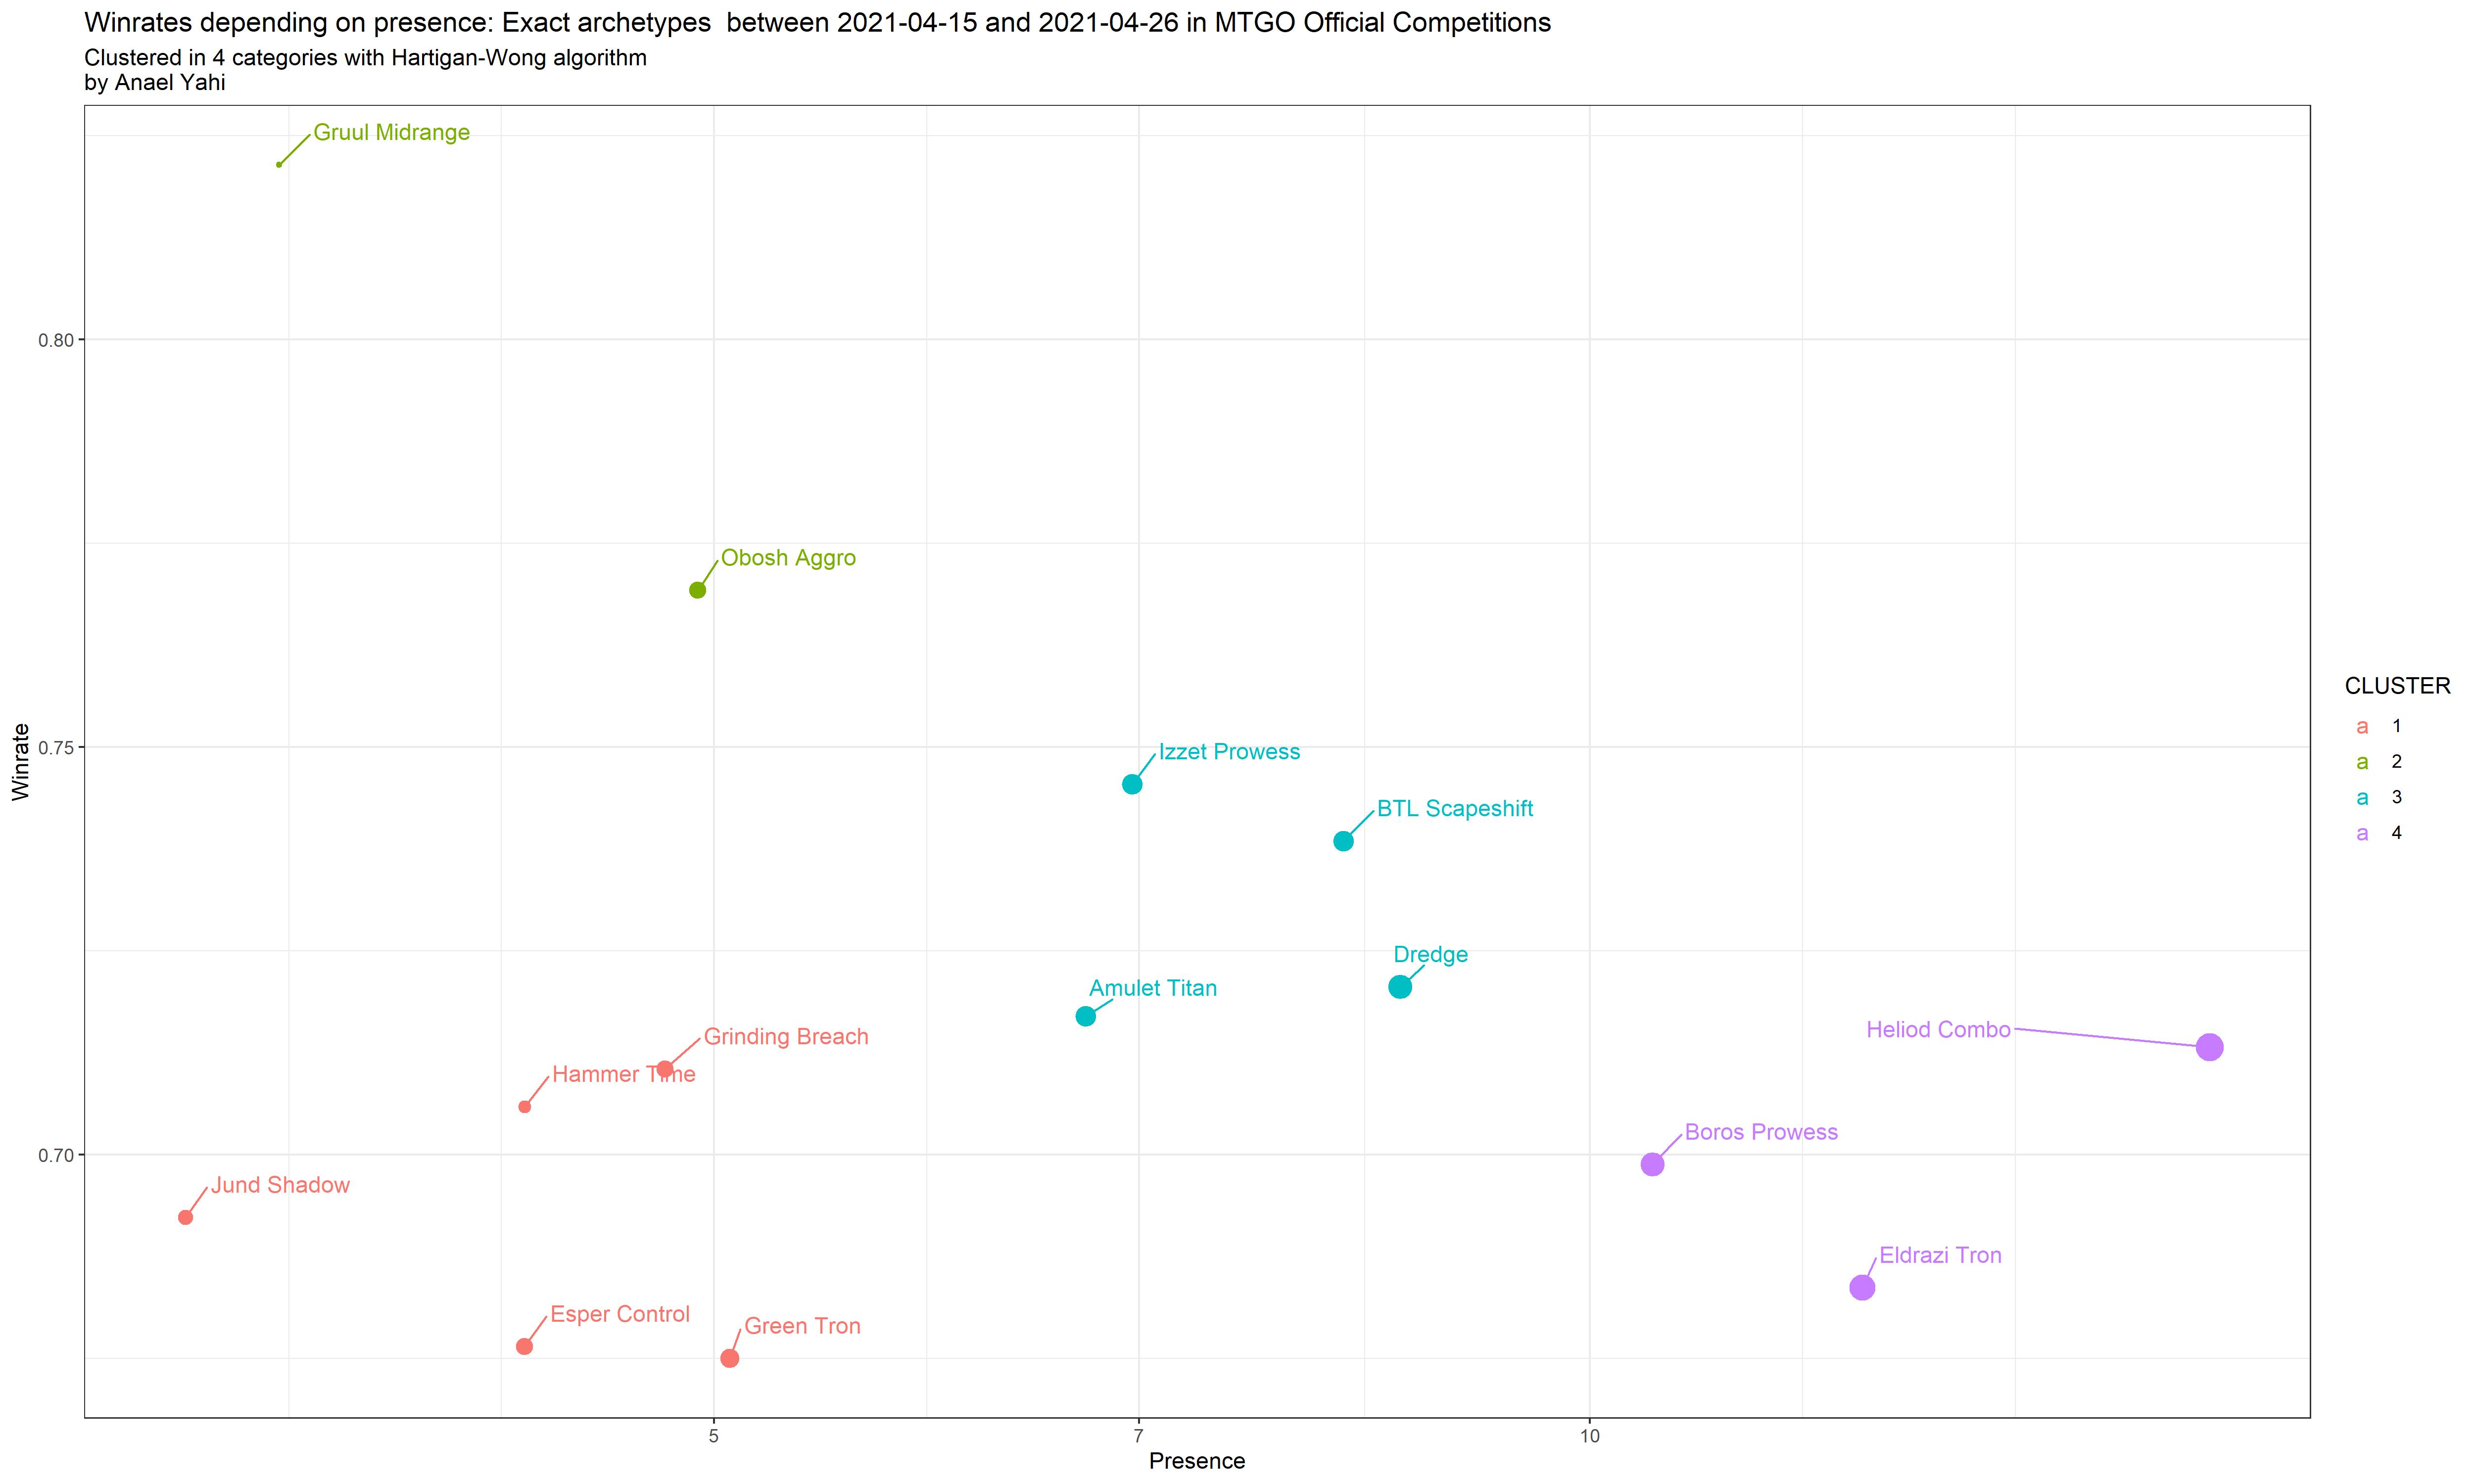 Winrates depending on presence: Exact archetypes  between 2021-04-15 and 2021-04-26 in MTGO Official Competitions
Clustered in 4 categories with Hartigan-Wong algorithm
by Anael Yahi
Gruul Midrange
0.80
Obosh Aggro
Izzet Prowess
0.75
BTL Scapeshift
Dredge
Amulet Titan
Heliod Combo
Grinding Breach
Hammer Time
Boros Prowess
0.70
Jund Shadow
Eldrazi Tron
Esper Control
Green Tron
Winrate
5
7
10
Presence
CLUSTER
a 1
a 2
a 3
a 4